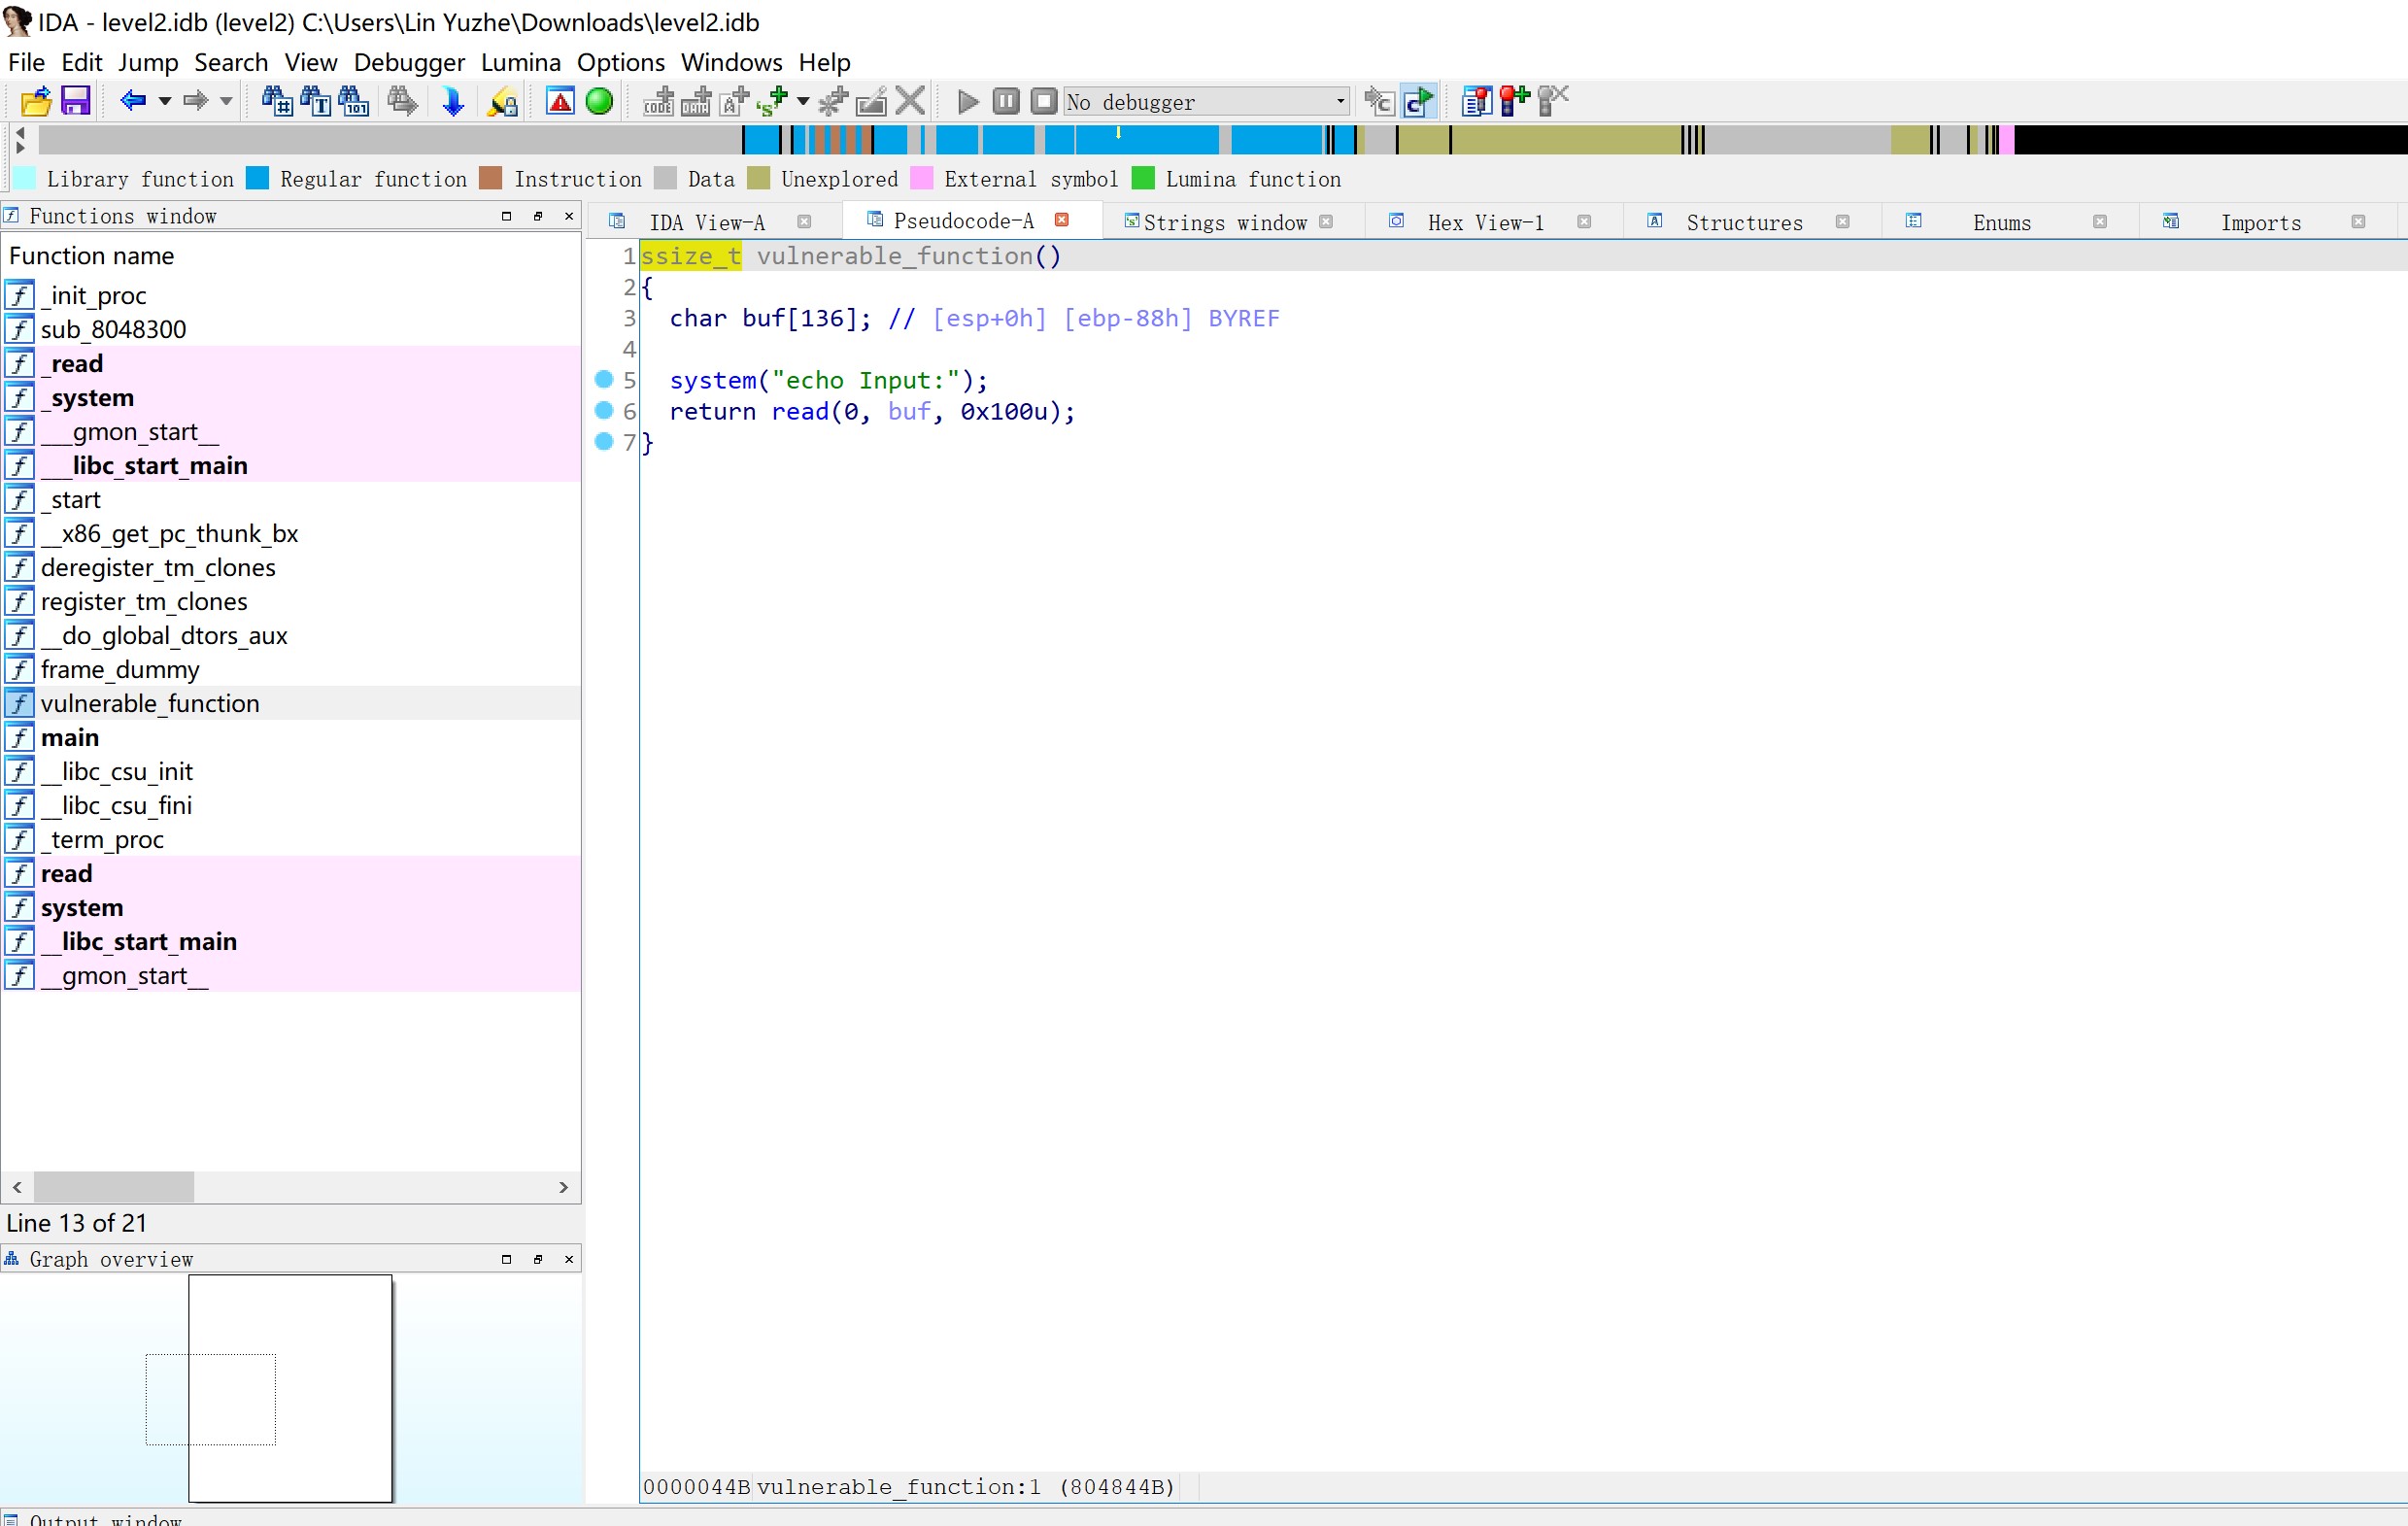 IDA - level2.idb (level2) C:\Users\Lin Yuzhe\Downloads\level2.idb
File Edit Jump Search View Debugger Lumina Options Windows Help
No debugger
Library function Regular function Instruction Data Unexplored External symbol Lumina function
Functions window
Function name
_init_proc
sub_8048300
_read
_system
___gmon_start__
___libc_start_main
_start
__x86_get_pc_thunk_bx
deregister_tm_clones
register_tm_clones
__do_global_dtors_aux
frame_dummy
vulnerable_function
main
__libc_csu_init
__libc_csu_fini
_term_proc
read
system
__libc_start_main
__gmon_start__
Line 13 of 21
Graph overview
IDA View-A Pseudocode-A Strings window Hex View-1 Structures Enums Imports
1 ssize_t vulnerable_function()
2 {
3 char buf[136]; // [esp+0h] [ebp-88h] BYREF
4
5 system("echo Input:");
6 return read(0, buf, 0x100u);
7 }
0000044B vulnerable_function:1 (804844B)
Output window